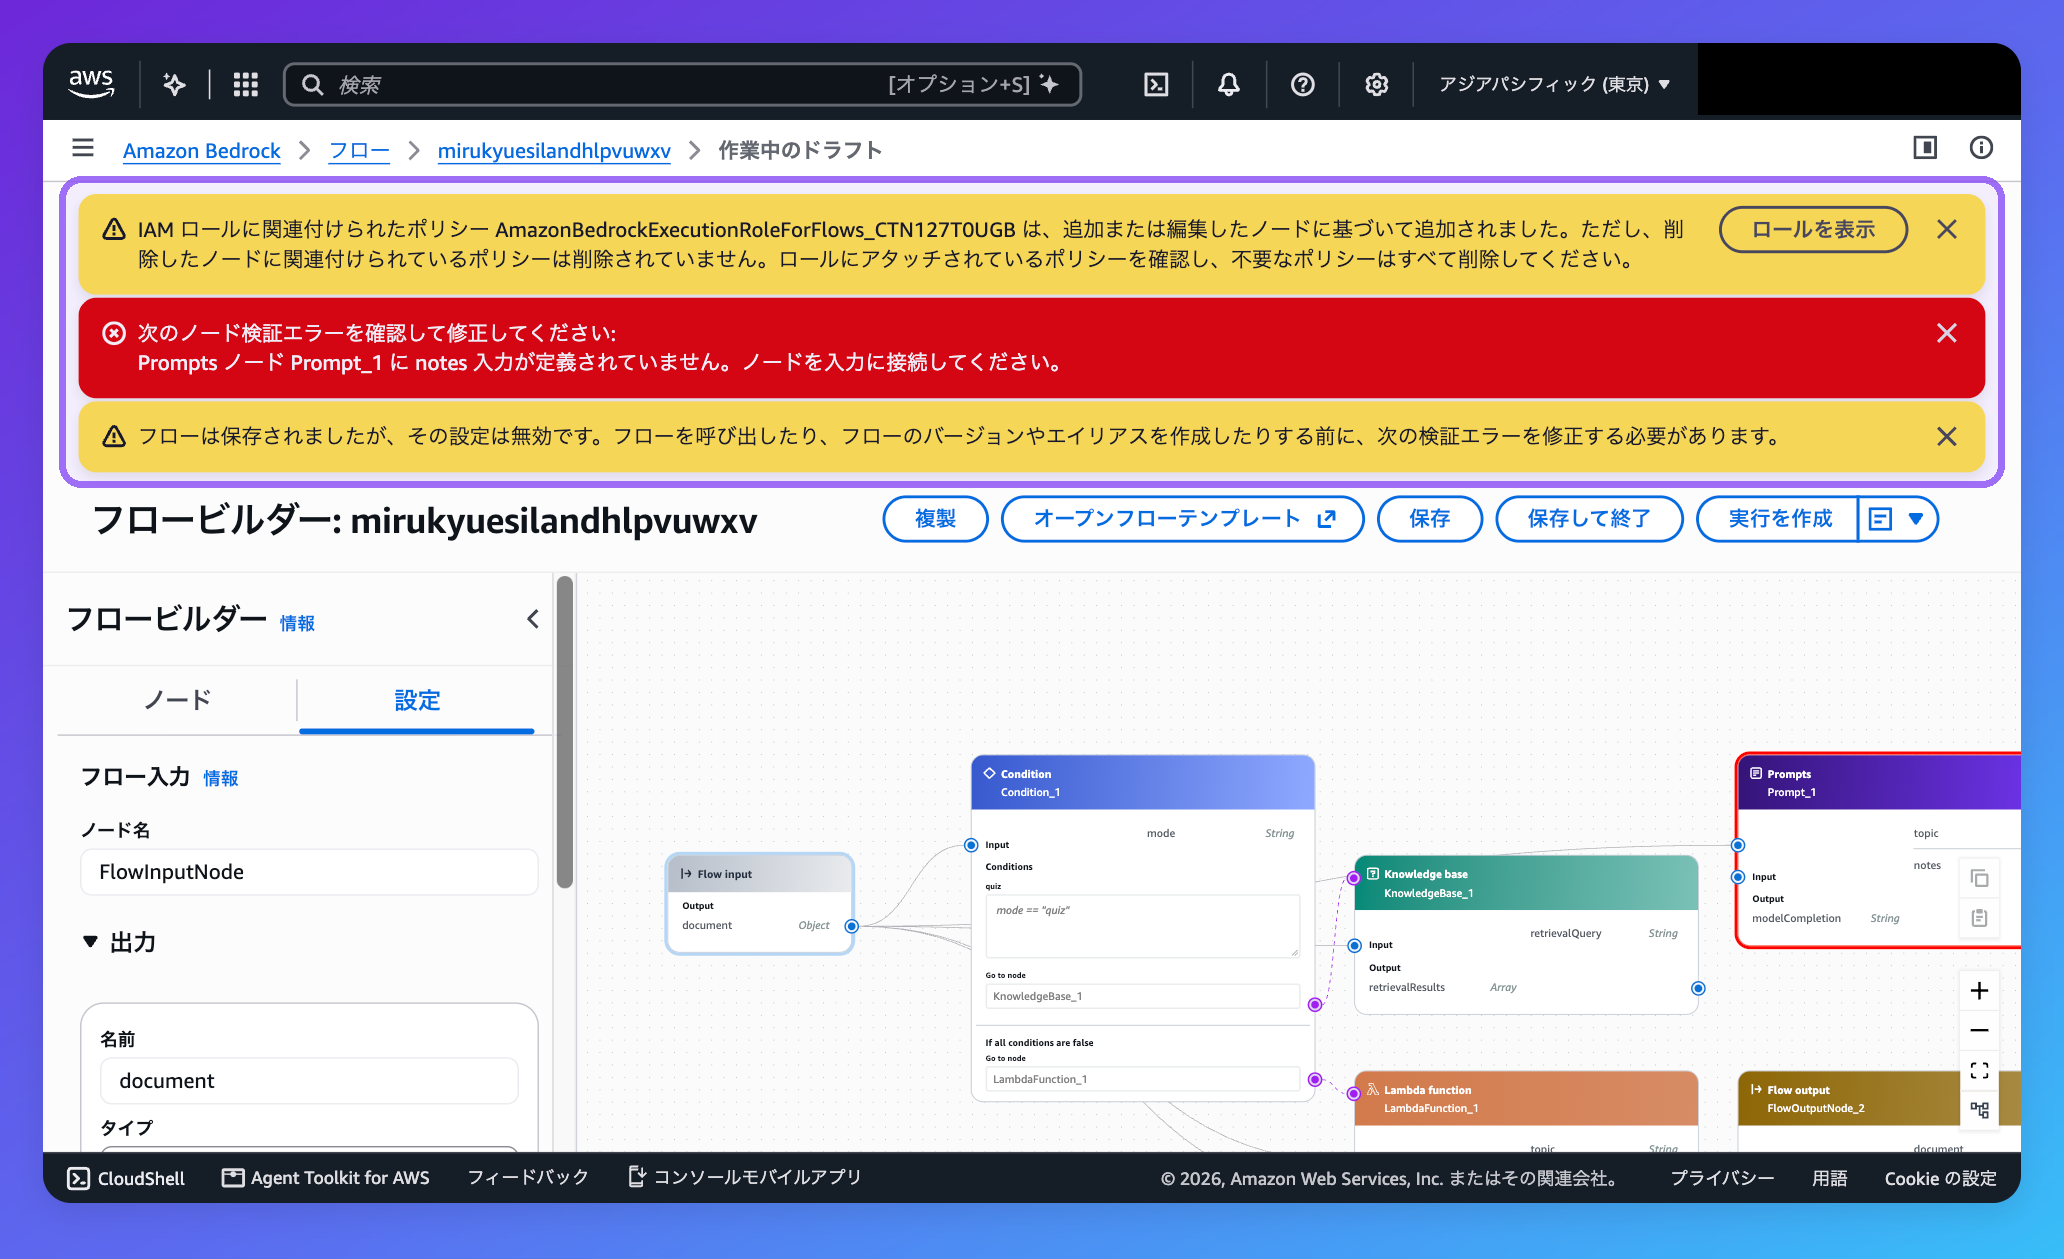 aws
検索
[オプション+S]
アジアパシフィック (東京) ▼
Amazon Bedrock
フロー
mirukyuesilandhlpvuwxv
作業中のドラフト
IAM ロールに関連付けられたポリシー AmazonBedrockExecutionRoleForFlows_CTN127T0UGB は、追加または編集したノードに基づいて追加されました。ただし、削
除したノードに関連付けられているポリシーは削除されていません。ロールにアタッチされているポリシーを確認し、不要なポリシーはすべて削除してください。
ロールを表示
次のノード検証エラーを確認して修正してください:
Prompts ノード Prompt_1 に notes 入力が定義されていません。ノードを入力に接続してください。
フローは保存されましたが、その設定は無効です。フローを呼び出したり、フローのバージョンやエイリアスを作成したりする前に、次の検証エラーを修正する必要があります。
フロービルダー: mirukyuesilandhlpvuwxv
複製
オープンフローテンプレート
保存
保存して終了
実行を作成
フロービルダー 情報
ノード
設定
フロー入力 情報
ノード名
FlowInputNode
▼ 出力
名前
document
タイプ
Flow input
Output
document Object
Condition
Condition_1
mode String
Input
Conditions
quiz
mode == "quiz"
Go to node
KnowledgeBase_1
If all conditions are false
Go to node
LambdaFunction_1
Knowledge base
KnowledgeBase_1
retrievalQuery String
Input
Output
retrievalResults Array
Lambda function
LambdaFunction_1
topic String
Prompts
Prompt_1
topic
notes
Input
Output
modelCompletion String
Flow output
FlowOutputNode_2
document
CloudShell
Agent Toolkit for AWS
フィードバック
コンソールモバイルアプリ
© 2026, Amazon Web Services, Inc. またはその関連会社。
プライバシー
用語
Cookie の設定